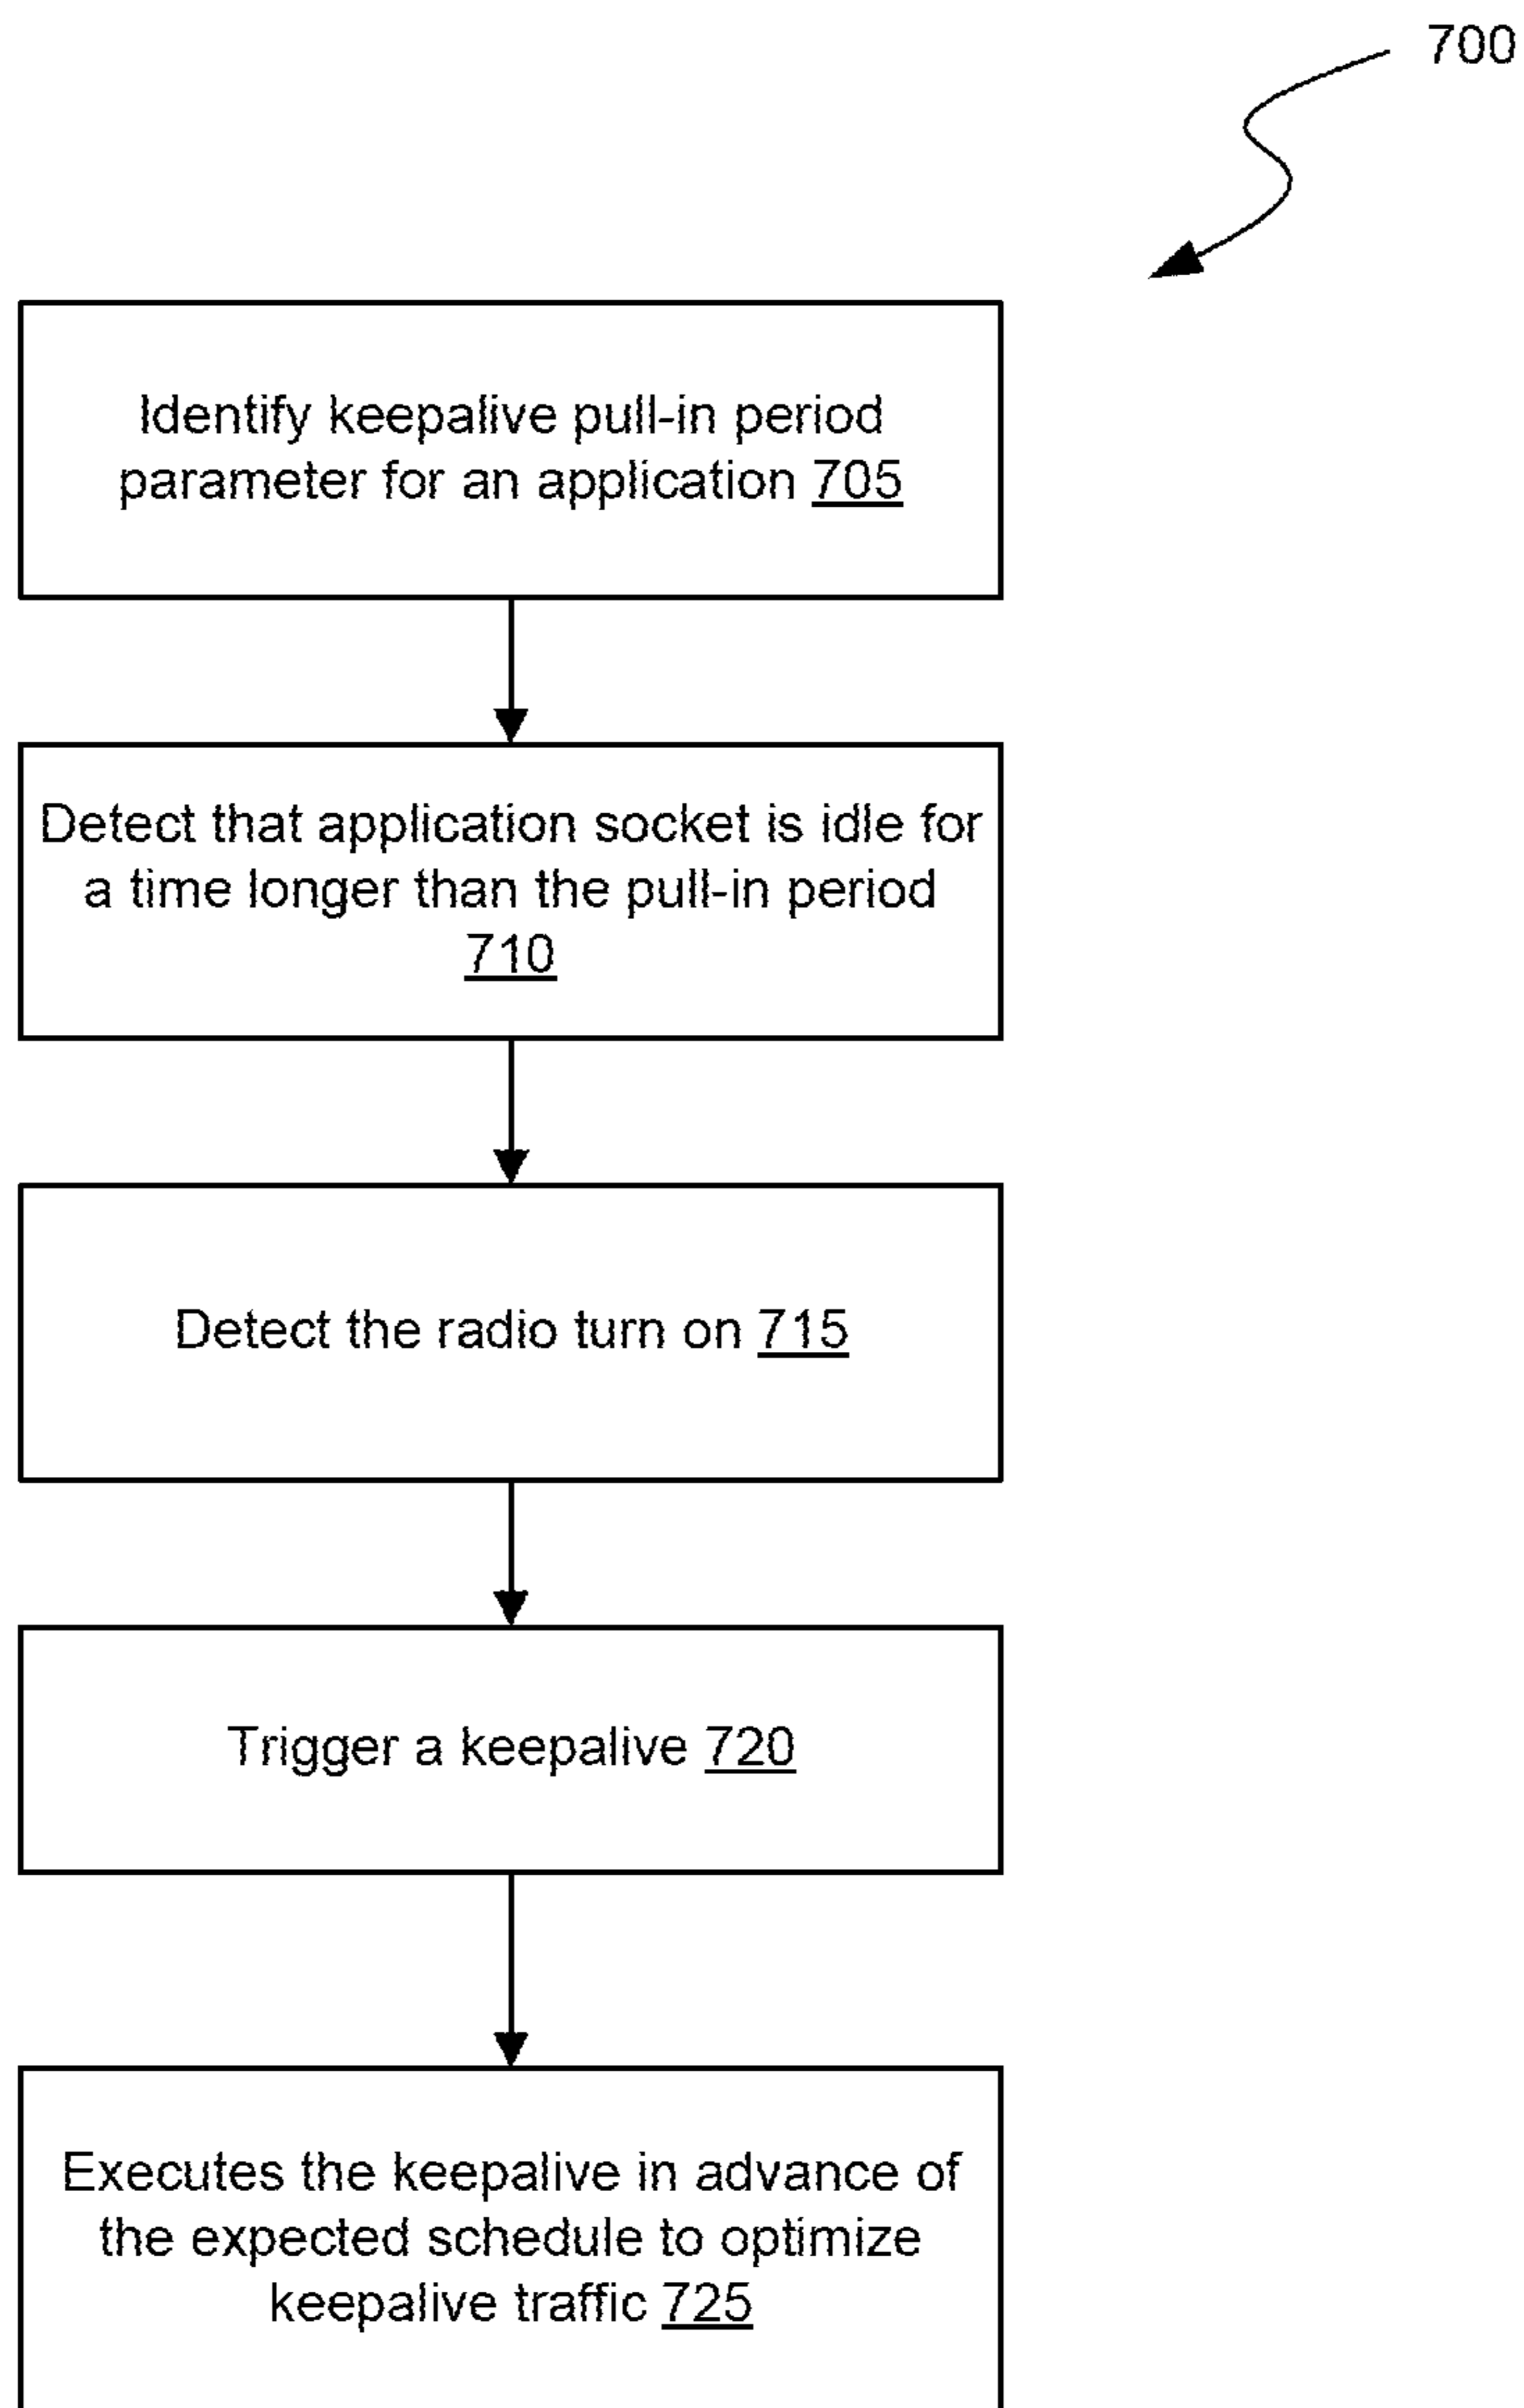 700
Identify keepalive pull-in period
parameter for an application 705
Detect that application socket is idle for
a time longer than the pull-in period
710
Detect the radio turn on 715
Trigger a keepalive 720
Executes the keepalive in advance of
the expected schedule to optimize
keepalive traffic 725